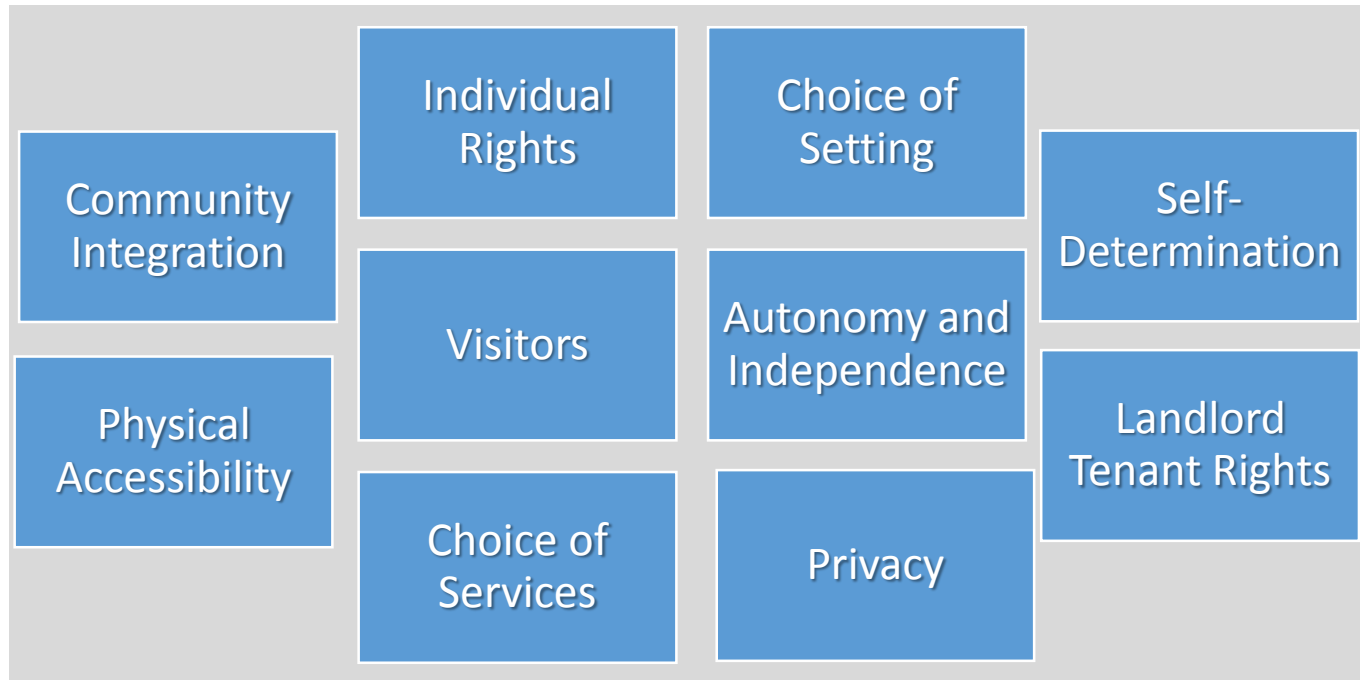 Community
Integration
Physical
Accessibility
Individual
Rights
Visitors
Choice of
Services
Choice of
Setting
Autonomy and
Independence
Privacy
Self-
Determination
Landlord
Tenant Rights